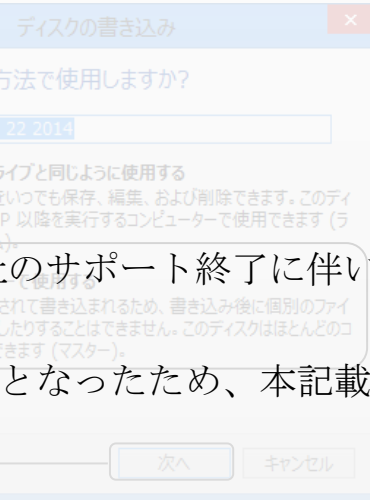 ディスクの書き込み
方法で使用しますか?
22 2014
ライブと同じように使用する
をいつでも保存、編集、および削除できます。このディ
P 以降を実行するコンピューターで使用できます (ラ
)。
のサポート終了に伴い
で使用する
されて書き込まれるため、書き込み後に個別のファイ
したりすることはできません。このディスクはほとんどのコ
できます (マスター)。
となったため、本記載
次へ
キャンセル